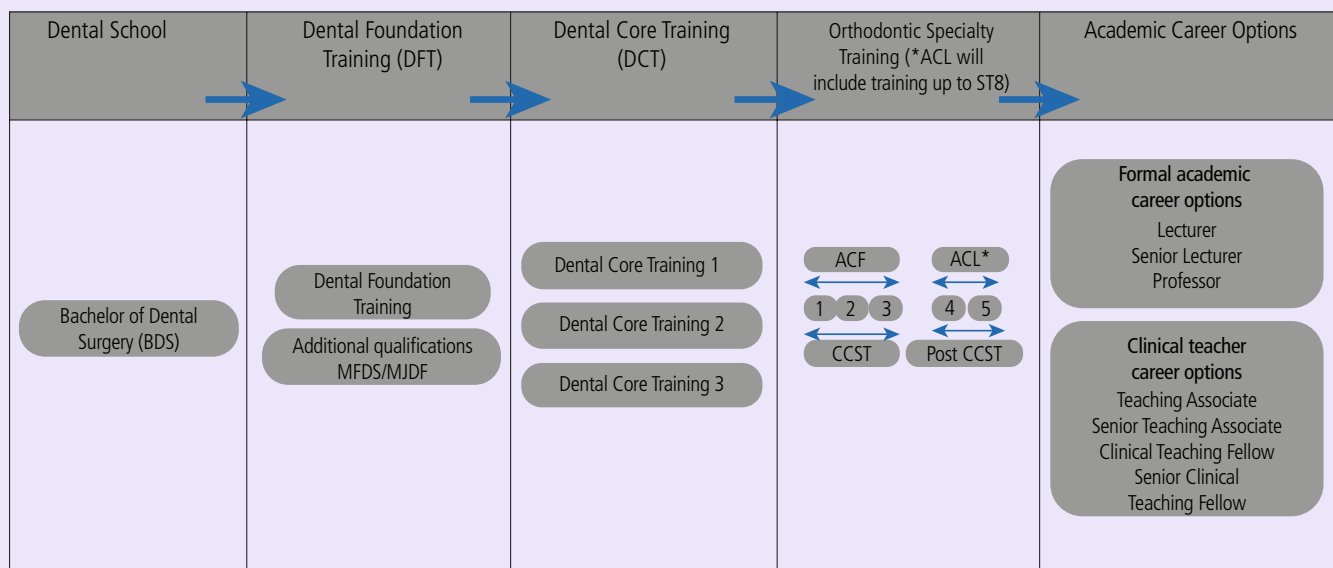 Dental School
Dental Foundation
Training (DFT)
Dental Core Training
(DCT)
Orthodontic Specialty
Training (*ACL will
include training up to ST8)
Academic Career Options
Bachelor of Dental
Surgery (BDS)
Dental Foundation
Training
Additional qualifications
MFDS/MJDF
Dental Core Training 1
Dental Core Training 2
Dental Core Training 3
ACF
ACL*
1 2 3
4 5
CCST
Post CCST
Formal academic
career options
Lecturer
Senior Lecturer
Professor
Clinical teacher
career options
Teaching Associate
Senior Teaching Associate
Clinical Teaching Fellow
Senior Clinical
Teaching Fellow